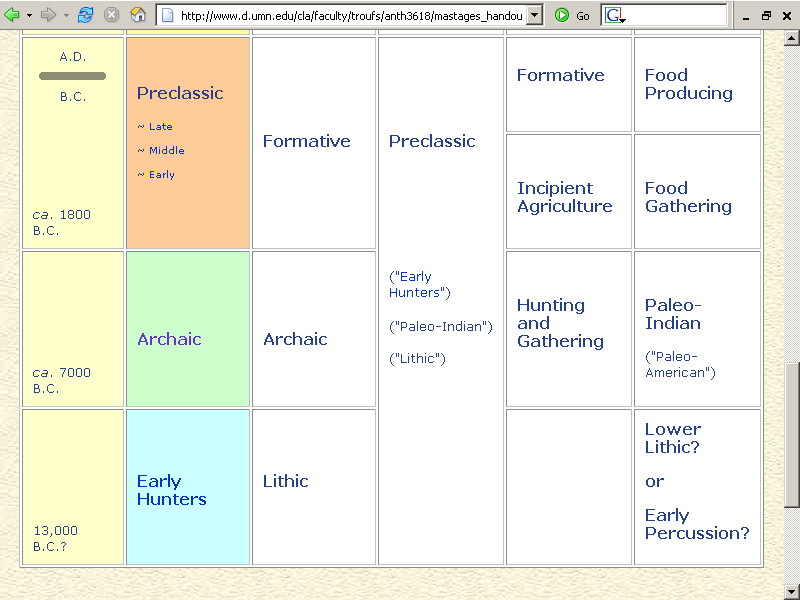 http://www.d.umn.edu/cla/faculty/troufs/anth3618/mastages_handou
Go
A.D.
B.C.
ca. 1800
B.C.
Preclassic
~ Late
~ Middle
~ Early
Formative
Preclassic
("Early
Hunters")
("Paleo-Indian")
("Lithic")
Formative
Food
Producing
Incipient
Agriculture
Food
Gathering
ca. 7000
B.C.
Archaic
Archaic
Hunting
and
Gathering
Paleo-
Indian
("Paleo-
American")
13,000
B.C.?
Early
Hunters
Lithic
Lower
Lithic?
or
Early
Percussion?